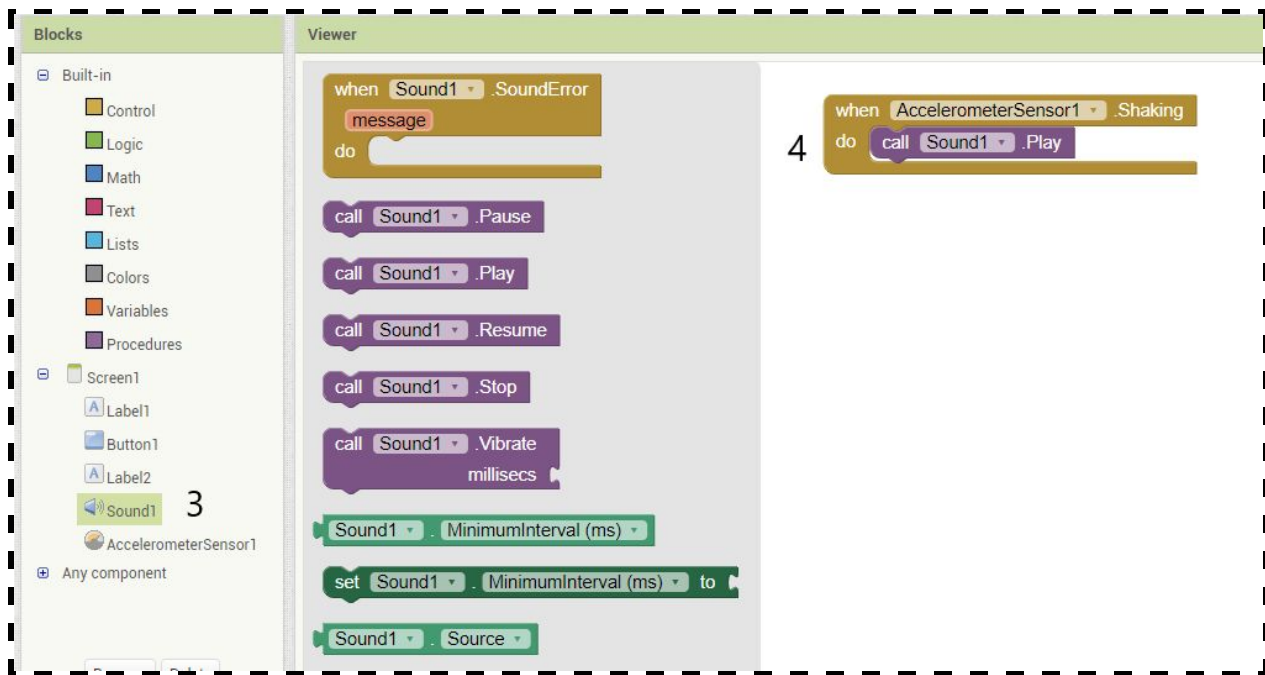 Blocks
Built-in
Control
Logic
Math
Text
Lists
Colors
Variables
Procedures
Screen1
Label1
Button1
Label2
Sound1 3
AccelerometerSensor1
Any component
Viewer
when Sound1 .SoundError
message
do
call Sound1 .Pause
call Sound1 .Play
call Sound1 .Resume
call Sound1 .Stop
call Sound1 .Vibrate
millisecs
Sound1 . MinimumInterval (ms)
set Sound1 . MinimumInterval (ms) to
Sound1 . Source
4
when AccelerometerSensor1 .Shaking
do call Sound1 .Play